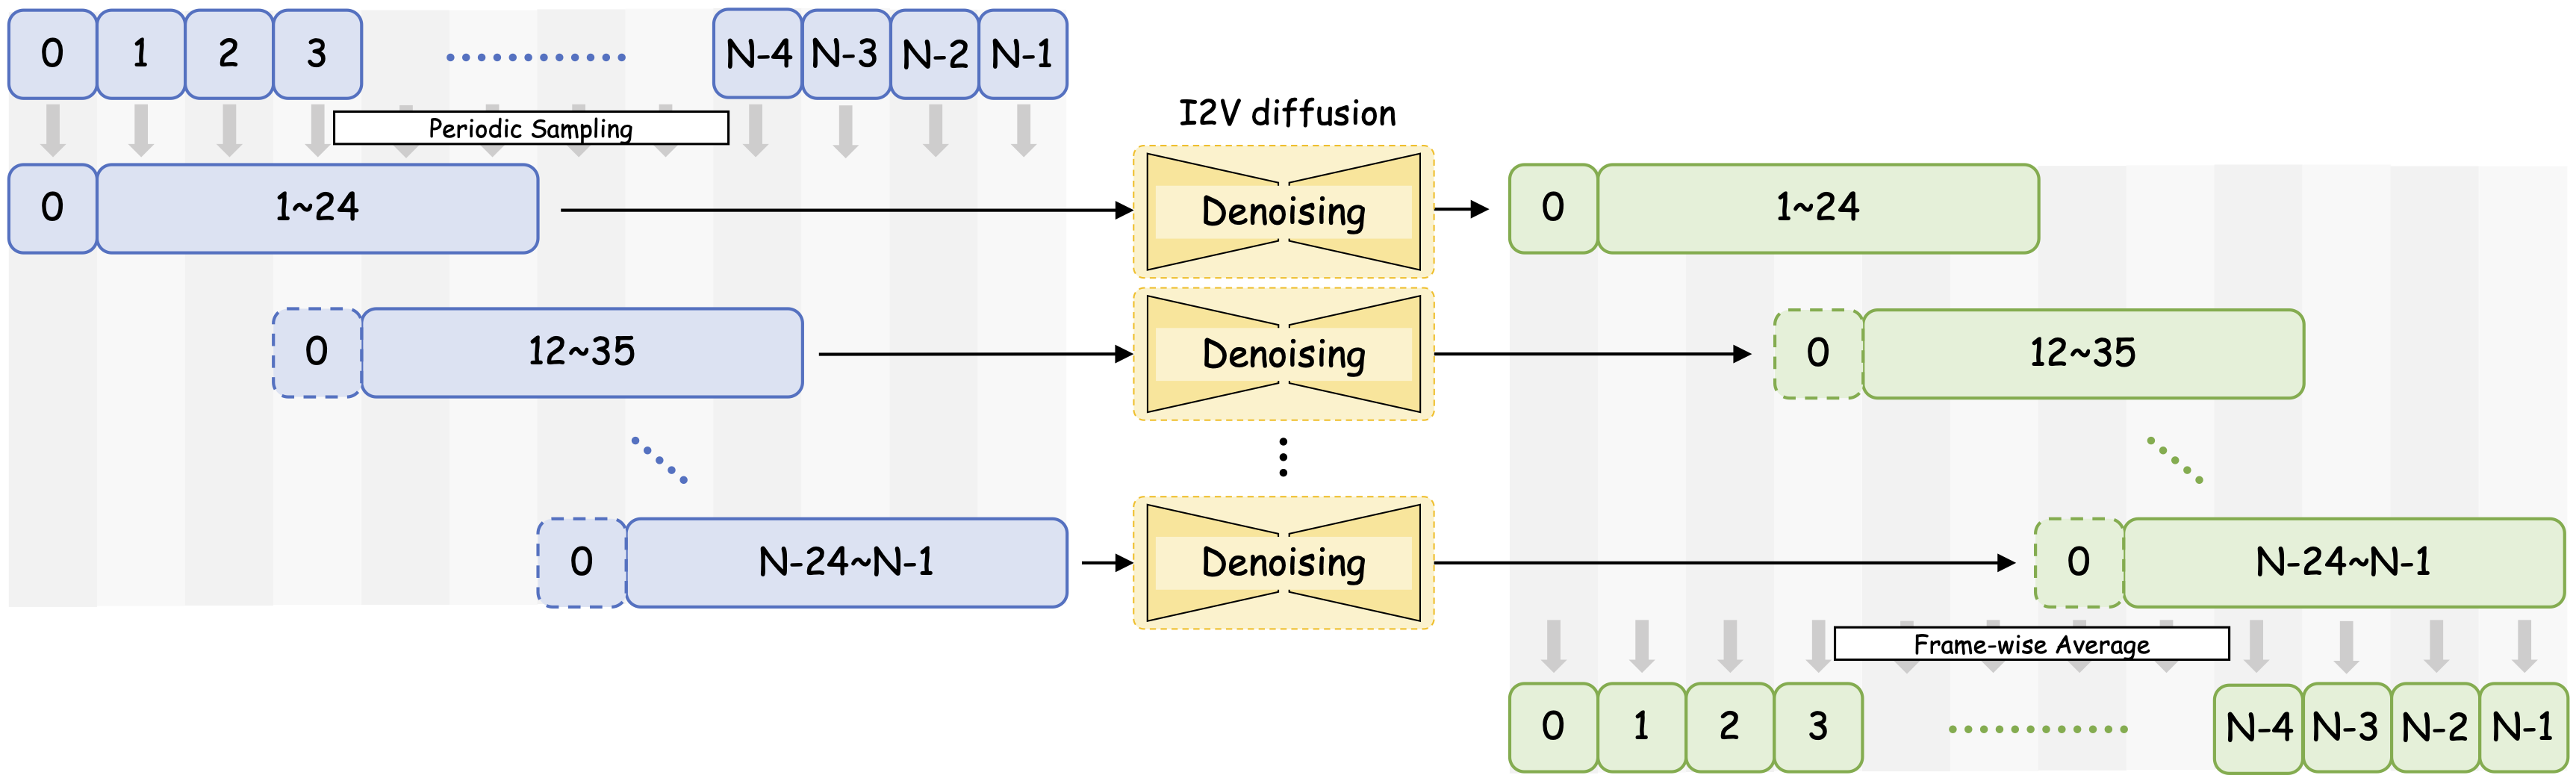 0 1 2 3 N-4 N-3 N-2 N-1
Periodic Sampling
I2V diffusion
0 1~24 Denoising 0 1~24
0 12~35 Denoising 0 12~35
0 N-24~N-1 Denoising 0 N-24~N-1
Frame-wise Average
0 1 2 3 N-4 N-3 N-2 N-1